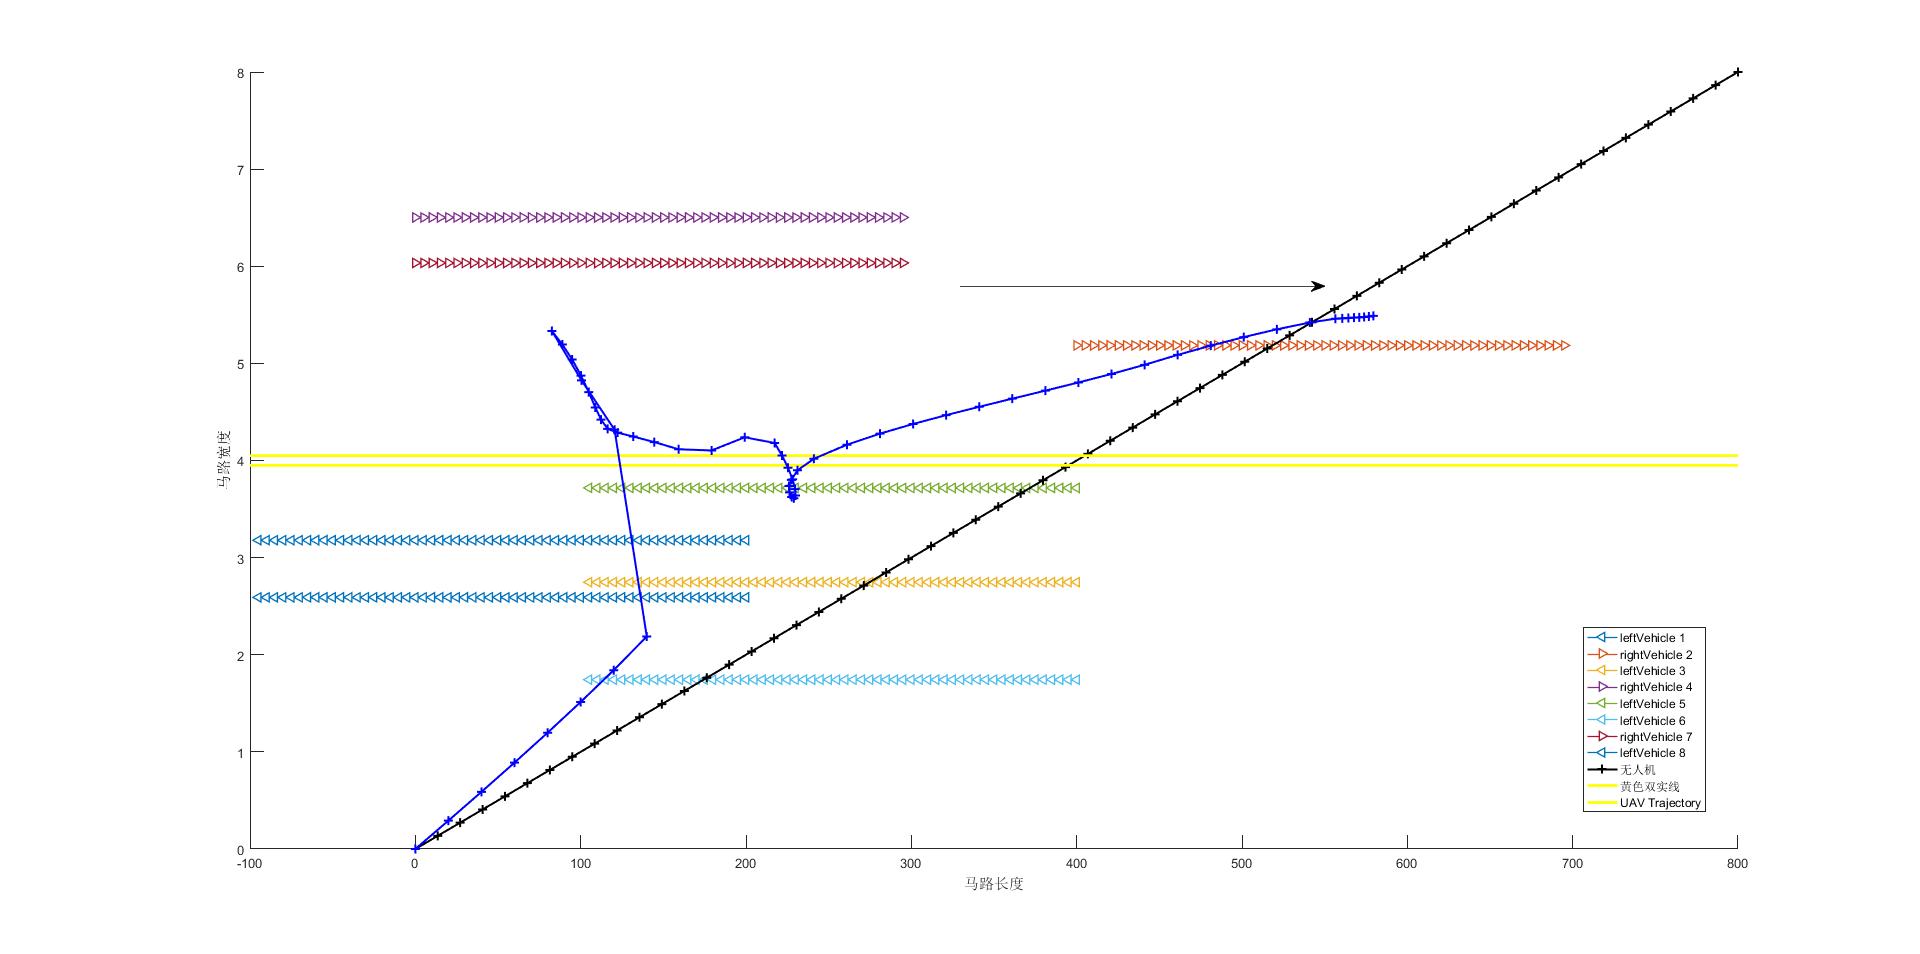 8
7
6
5
4
3
2
1
0
马路宽度
-100 0 100 200 300 400 500 600 700 800
马路长度
leftVehicle 1
rightVehicle 2
leftVehicle 3
rightVehicle 4
leftVehicle 5
leftVehicle 6
rightVehicle 7
leftVehicle 8
无人机
黄色双实线
UAV Trajectory